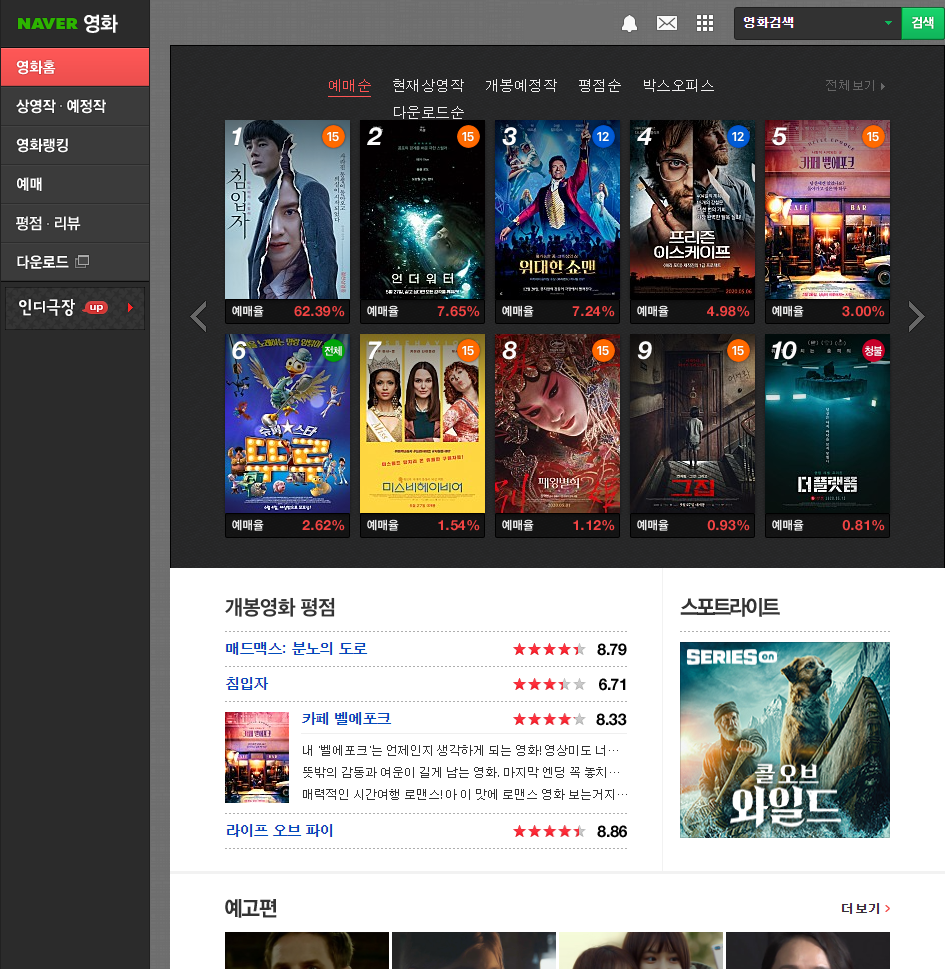 NAVER 영화
영화검색
검색
영화홈
상영작 · 예정작
영화랭킹
예매
평점 · 리뷰
다운로드
인디극장 up
예매순 현재상영작 개봉예정작 평점순 박스오피스
다운로드순
전체보기
1 15
침입자
예매율 62.39%
2 15
언더워터
예매율 7.65%
3 12
위대한 쇼맨
예매율 7.24%
4 12
프리즌
이스케이프
2020.05.06
예매율 4.98%
5 15
카페 벨에포크
CAFÉ BAR
예매율 3.00%
6 전체
슈퍼★스타
뚜루
예매율 2.62%
7 15
Miss
미스비헤이비어
예매율 1.54%
8 15
패왕별희
예매율 1.12%
9 15
그집
예매율 0.93%
10 청불
더 플랫폼
예매율 0.81%
개봉영화 평점
매드맥스: 분노의 도로 8.79
침입자 6.71
카페 벨에포크 8.33
내 '벨에포크'는 언제인지 생각하게 되는 영화! 영상미도 너…
뜻밖의 감동과 여운이 길게 남는 영화. 마지막 엔딩 꼭 놓치…
매력적인 시간여행 로맨스! 아 이 맛에 로맨스 영화 보는거지…
라이프 오브 파이 8.86
스포트라이트
SERIES on
콜 오브
와일드
예고편
더보기